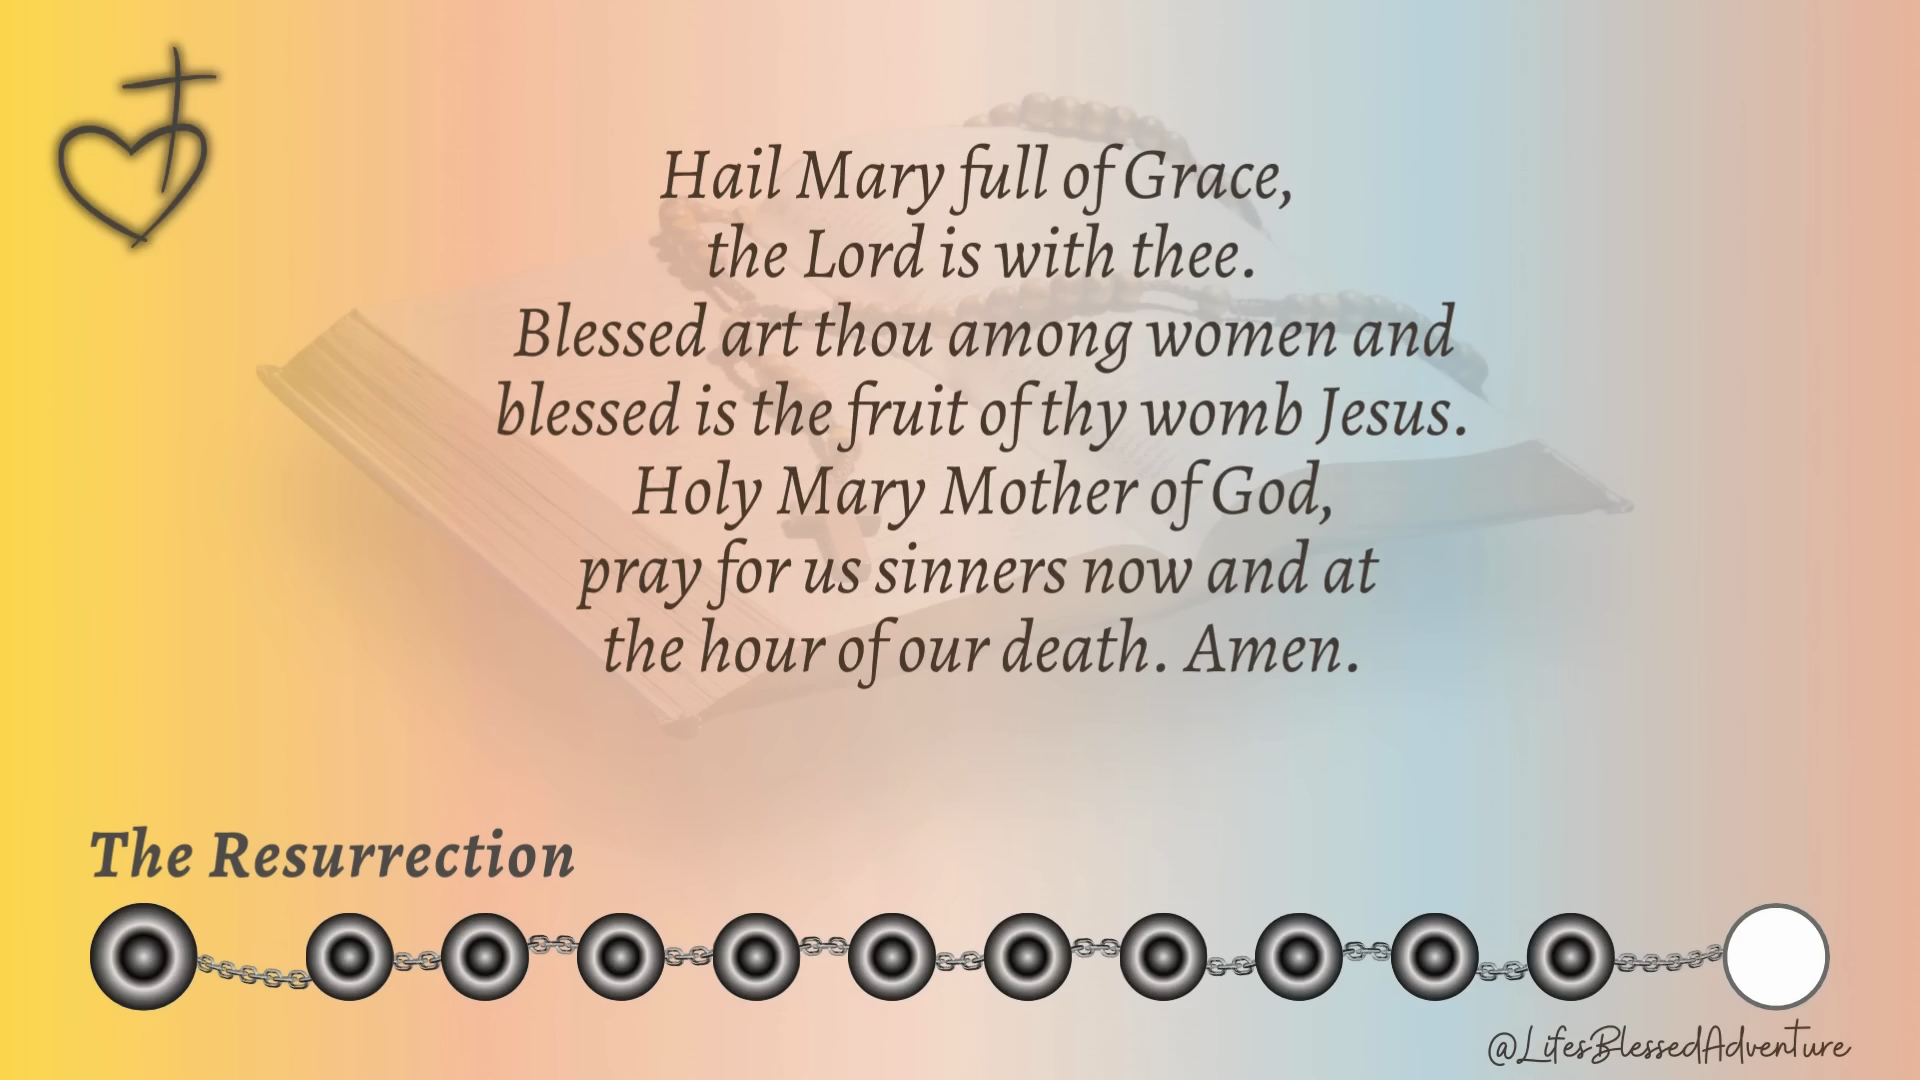 Hail Mary full of Grace,
the Lord is with thee.
Blessed art thou among women and
blessed is the fruit of thy womb Jesus.
Holy Mary Mother of God,
pray for us sinners now and at
the hour of our death. Amen.
The Resurrection
@LifesBlessedAdventure